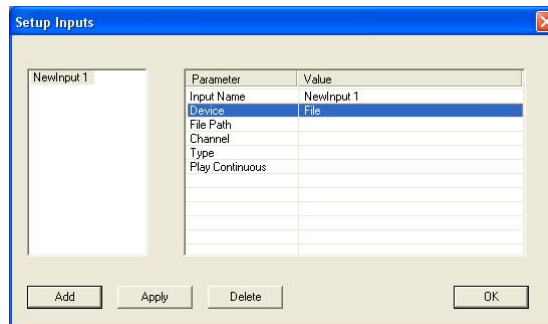 Setup Inputs
NewInput 1
Parameter Value
Input Name NewInput 1
Device File
File Path
Channel
Type
Play Continuous
Add Apply Delete OK